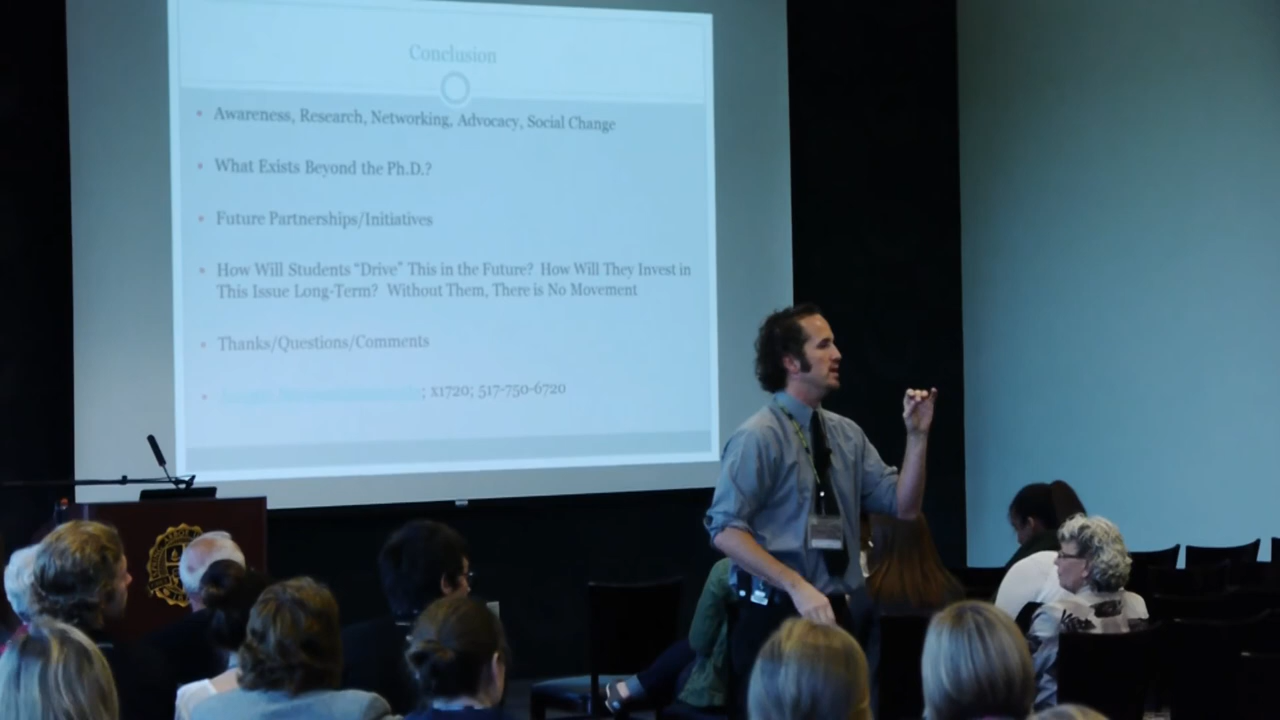 Conclusion
Awareness, Research, Networking, Advocacy, Social Change
What Exists Beyond the Ph.D.?
Future Partnerships/Initiatives
How Will Students “Drive” This in the Future? How Will They Invest in
This Issue Long-Term? Without Them, There is No Movement
Thanks/Questions/Comments
; x1720; 517-750-6720